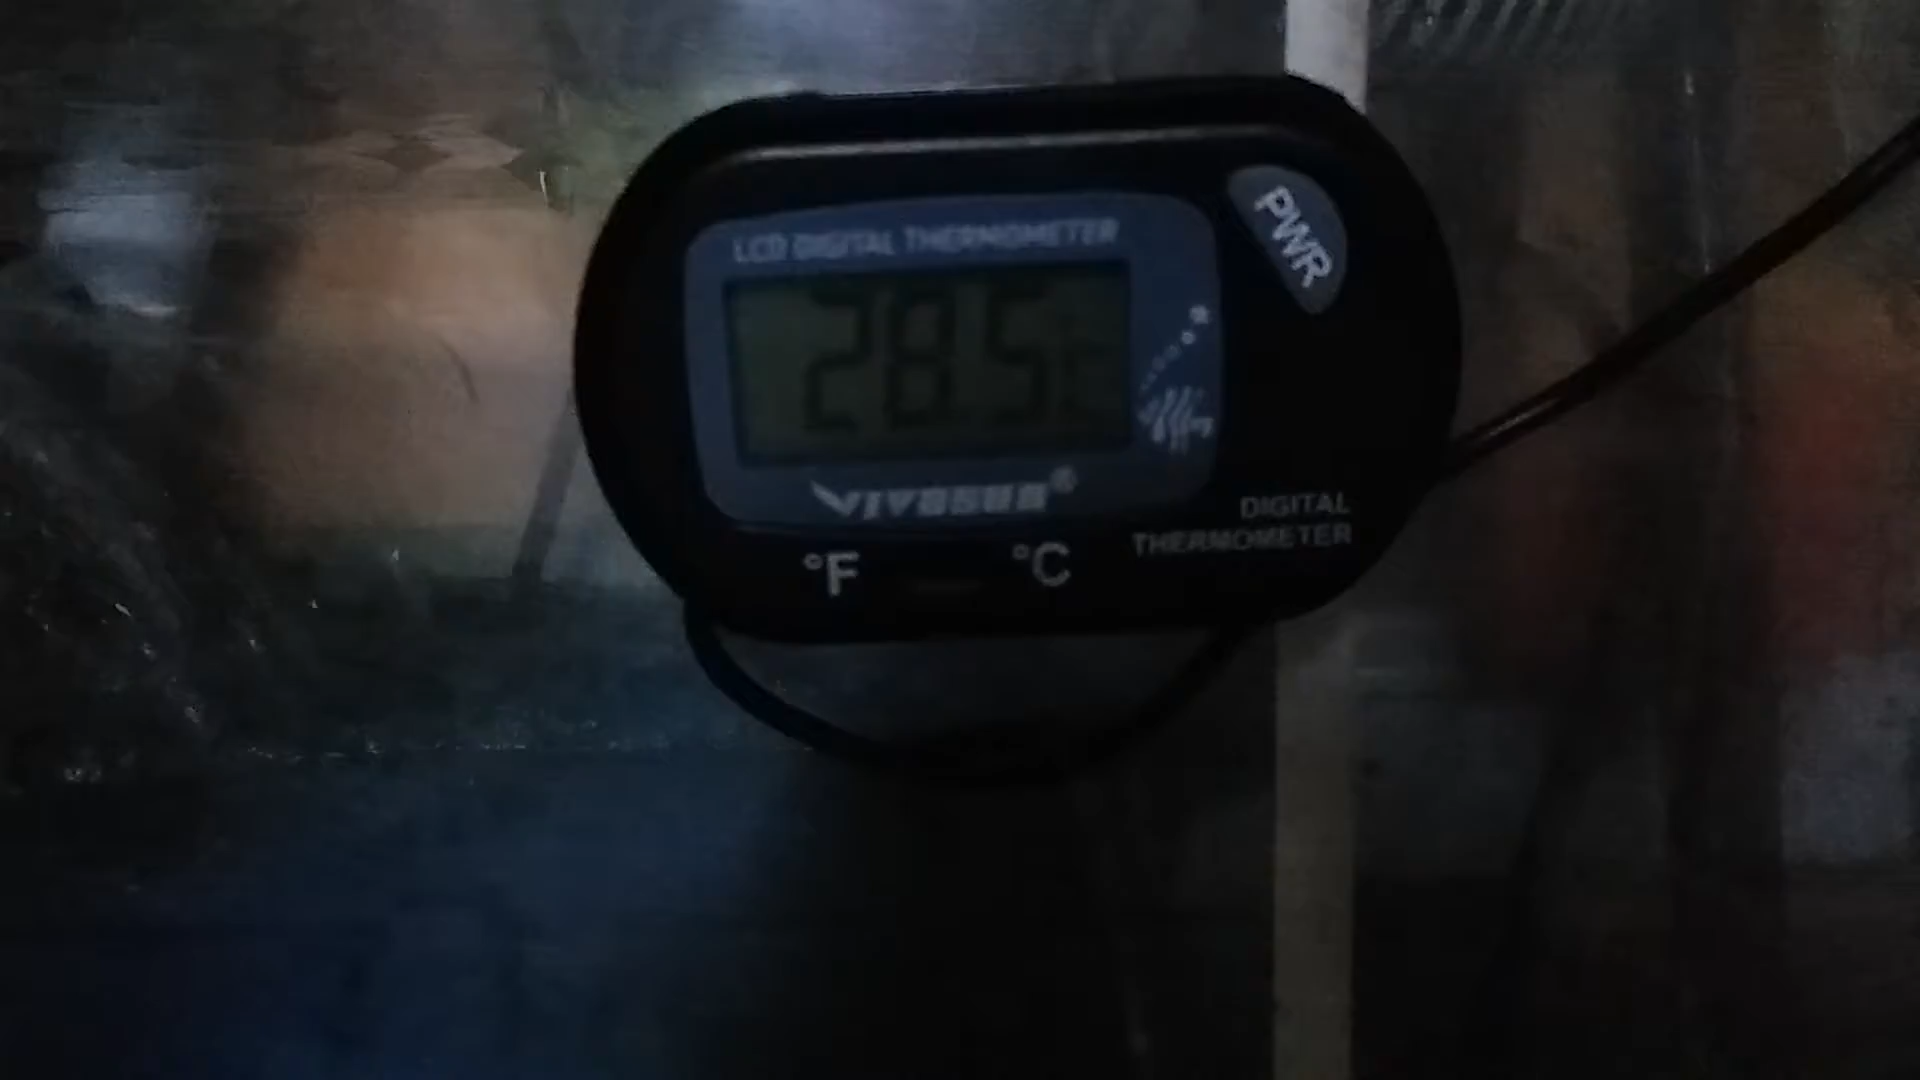 PWR
LCD DIGITAL THERMOMETER
28.5°C
VIVOSUN®
DIGITAL
THERMOMETER
°F °C